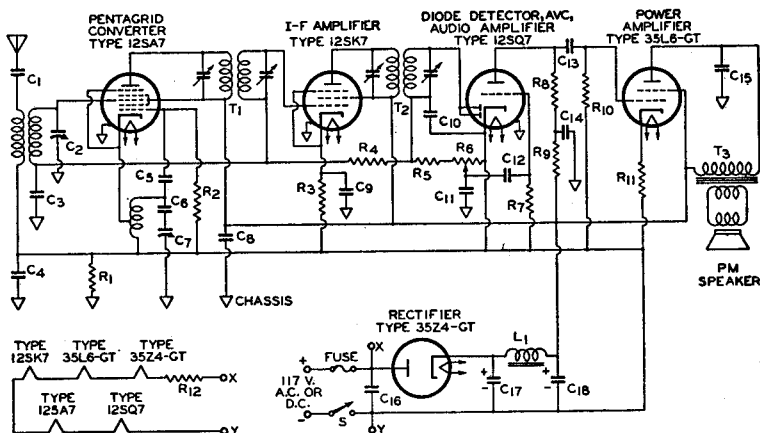 PENTAGRID
CONVERTER
TYPE 12SA7
I-F AMPLIFIER
TYPE 12SK7
DIODE DETECTOR, AVC,
AUDIO AMPLIFIER
TYPE 12SQ7
POWER
AMPLIFIER
TYPE 35L6-GT
C1
C2
C3
C4
C5
C6
C7
R1
R2
C8
T1
R3
C9
R4
T2
C10
R5
R6
C11
C12
R7
R8
C13
C14
R9
R10
R11
C15
T3
PM
SPEAKER
CHASSIS
TYPE
12SK7
TYPE
35L6-GT
TYPE
35Z4-GT
R12
X
TYPE
12SA7
TYPE
12SQ7
Y
RECTIFIER
TYPE 35Z4-GT
+
117 V.
A.C. OR
D.C.
-
FUSE
X
C16
S
Y
L1
+
-
C17
+
-
C18